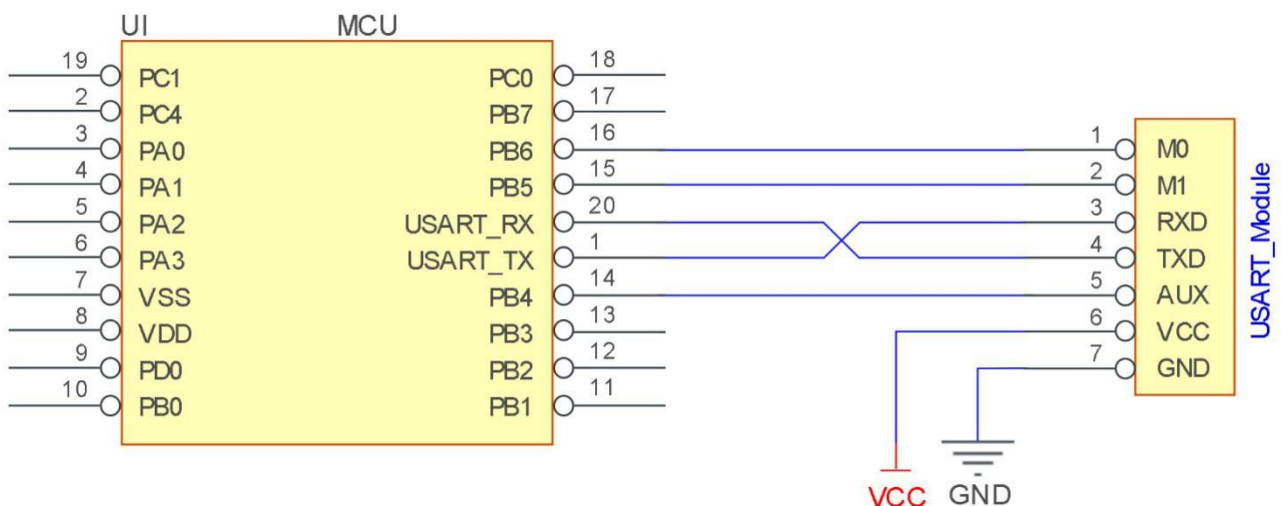 UI MCU
19 PC1 PC0 18
2 PC4 PB7 17
3 PA0 PB6 16 1 M0
4 PA1 PB5 15 2 M1
5 PA2 USART_RX 20 3 RXD
6 PA3 USART_TX 1 4 TXD
7 VSS PB4 14 5 AUX
8 VDD PB3 13 6 VCC
9 PD0 PB2 12 7 GND
10 PB0 PB1 11
USART_Module
VCC GND